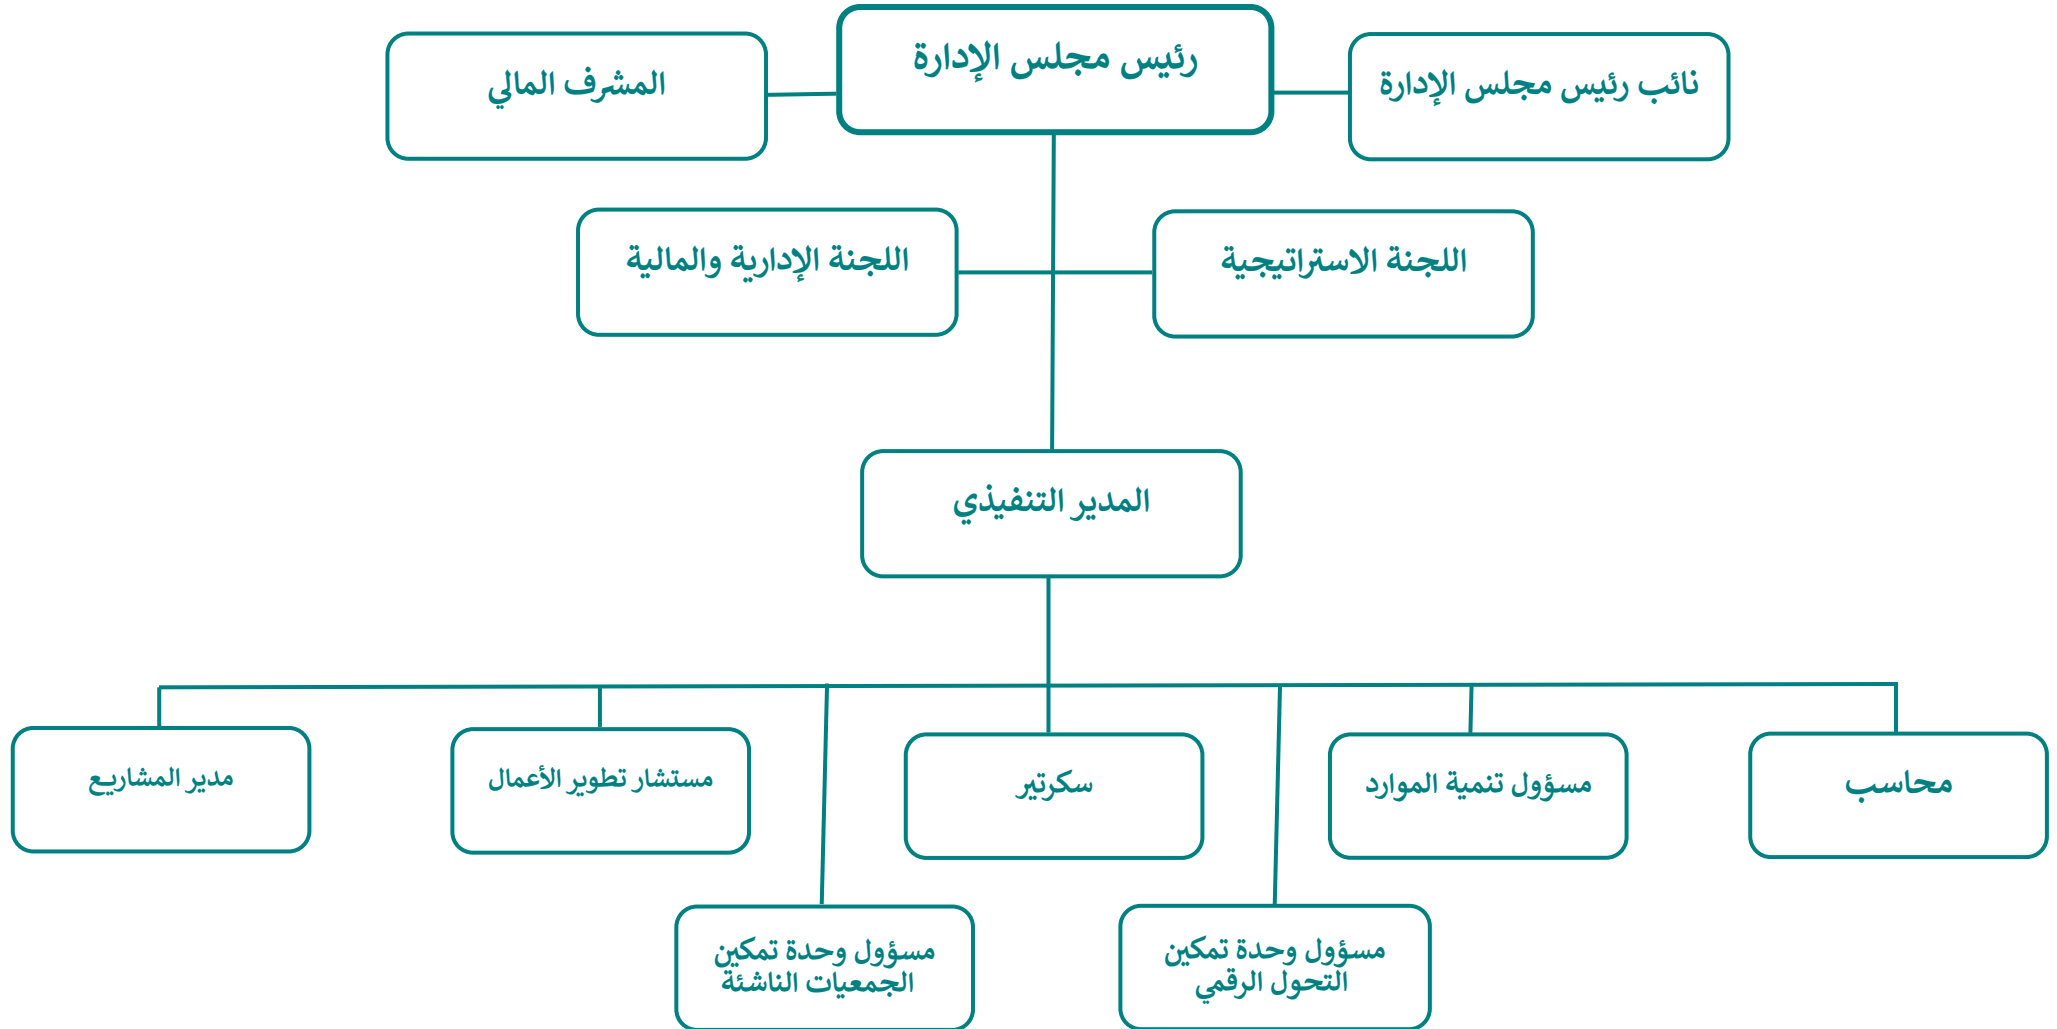 رئيس مجلس الإدارة
نائب رئيس مجلس الإدارة
المشرف المالي
اللجنة الاستراتيجية
اللجنة الإدارية والمالية
المدير التنفيذي
محاسب
مسؤول تنمية الموارد
سكرتير
مستشار تطوير الأعمال
مدير المشاريع
مسؤول وحدة تمكين
التحول الرقمي
مسؤول وحدة تمكين
الجمعيات الناشئة